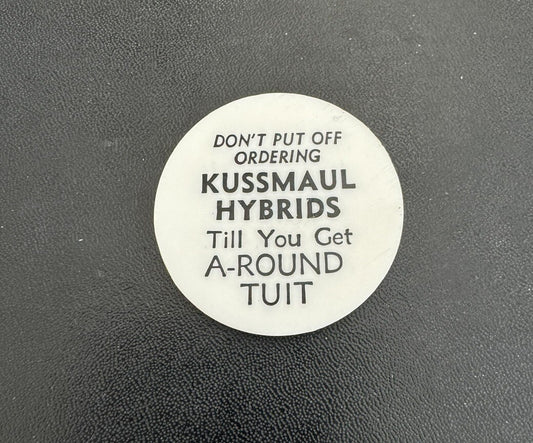 DON'T PUT OFF
ORDERING
KUSSMAUL
HYBRIDS
Till You Get
A-ROUND
TUIT